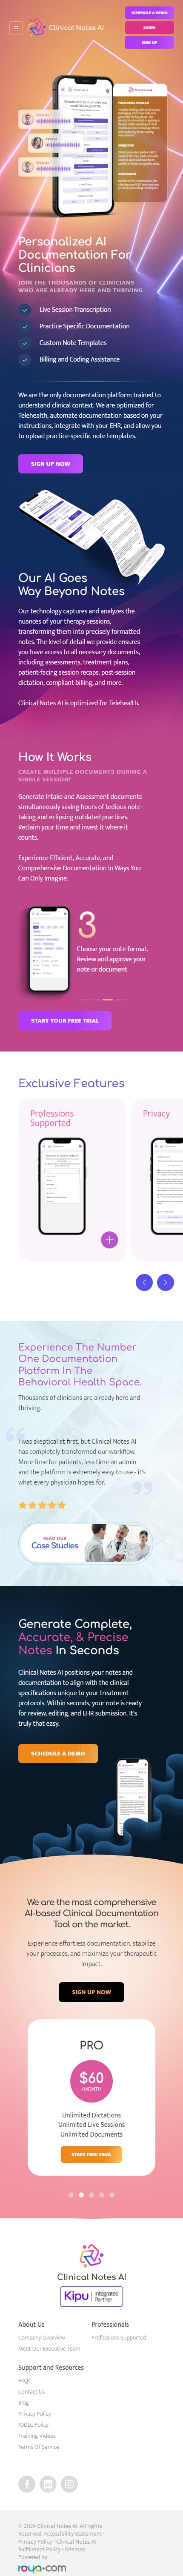 SCHEDULE A DEMO
LOGIN
SIGN UP
Clinical Notes AI
Personalized AI
Documentation For
Clinicians
JOIN THE THOUSANDS OF CLINICIANS
WHO ARE ALREADY HERE AND THRIVING
Live Session Transcription
Practice Specific Documentation
Custom Note Templates
Billing and Coding Assistance
We are the only documentation platform trained to
understand clinical context. We are optimized for
Telehealth, automate documentation based on your
instructions, integrate with your EHR, and allow you
to upload practice-specific note templates.
SIGN UP NOW
Our AI Goes
Way Beyond Notes
Our technology captures and analyzes the
nuances of your therapy sessions,
transforming them into precisely formatted
notes. The level of detail we provide ensures
you have access to all necessary documents,
including assessments, treatment plans,
patient-facing session recaps, post-session
dictation, compliant billing, and more.
Clinical Notes AI is optimized for Telehealth.
How It Works
CREATE MULTIPLE DOCUMENTS DURING A
SINGLE SESSION!
Generate Intake and Assessment documents
simultaneously saving hours of tedious note-
taking and eclipsing outdated practices.
Reclaim your time and invest it where it
counts.
Experience Efficient, Accurate, and
Comprehensive Documentation In Ways You
Can Only Imagine.
3
Choose your note format.
Review and approve your
note or document
START YOUR FREE TRIAL
Exclusive Features
Professions
Supported
Privacy
Experience The Number
One Documentation
Platform In The
Behavioral Health Space.
Thousands of clinicians are already here and
thriving.
I was skeptical at first, but Clinical Notes AI
has completely transformed our workflow.
More time for patients, less time on admin
and the platform is extremely easy to use - it's
what every physician hopes for.
READ OUR
Case Studies
Generate Complete,
Accurate, & Precise
Notes In Seconds
Clinical Notes AI positions your notes and
documentation to align with the clinical
specifications unique to your treatment
protocols. Within seconds, your note is ready
for review, editing, and EHR submission. It's
truly that easy.
SCHEDULE A DEMO
We are the most comprehensive
AI-based Clinical Documentation
Tool on the market.
Experience effortless documentation, stabilize
your processes, and maximize your therapeutic
impact.
SIGN UP NOW
PRO
$60
/MONTH
Unlimited Dictations
Unlimited Live Sessions
Unlimited Documents
START FREE TRIAL
Clinical Notes AI
Kipu Integrated
Partner
About Us
Company Overview
Meet Our Executive Team
Professionals
Professions Supported
Support and Resources
FAQs
Contact Us
Blog
Privacy Policy
10DLC Policy
Training Videos
Terms Of Service
© 2024 Clinical Notes AI. All rights
Reserved. Accessibility Statement
Privacy Policy - Clinical Notes AI
Fulfillment Policy - Sitemap
Powered by:
roya.com